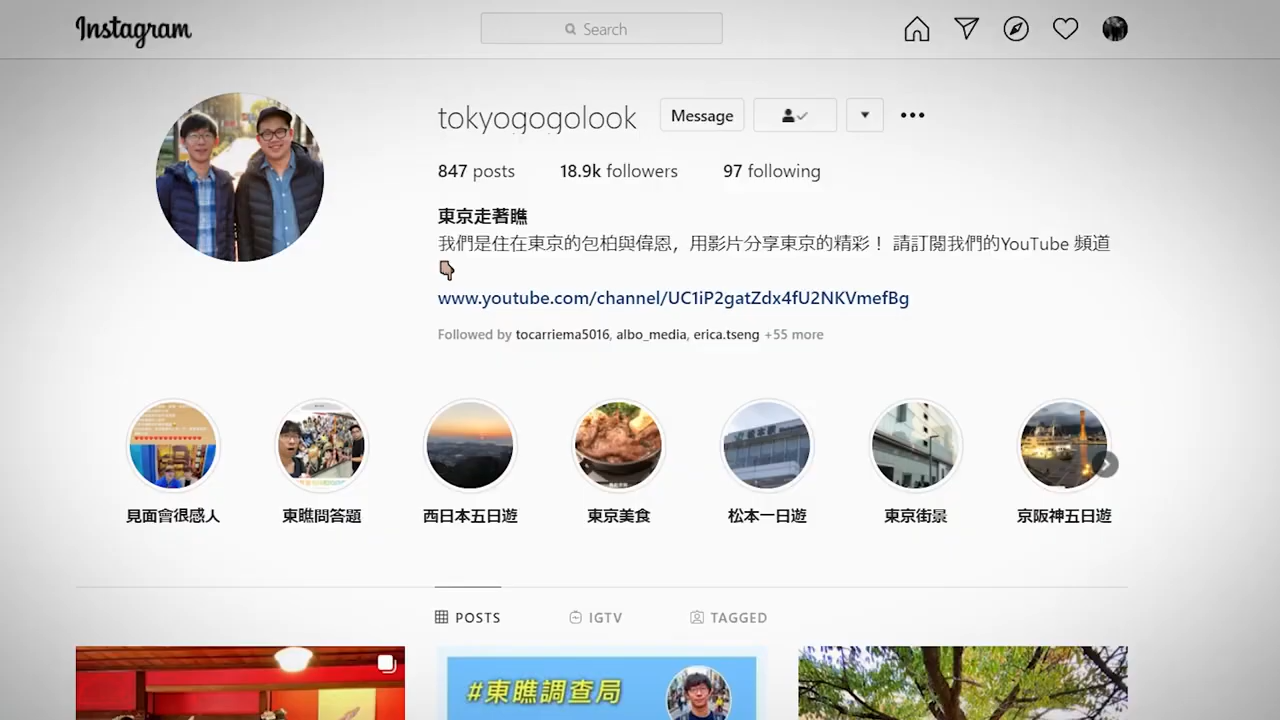 Instagram
Search
tokyogogolook
Message
847 posts
18.9k followers
97 following
東京走著瞧
我們是住在東京的包柏與偉恩，用影片分享東京的精彩！ 請訂閱我們的YouTube 頻道
👇
www.youtube.com/channel/UC1iP2gatZdx4fU2NKVmefBg
Followed by tocarriema5016, albo_media, erica.tseng +55 more
見面會很感人
東瞧問答題
西日本五日遊
東京美食
松本一日遊
東京街景
京阪神五日遊
POSTS
IGTV
TAGGED
#東瞧調查局